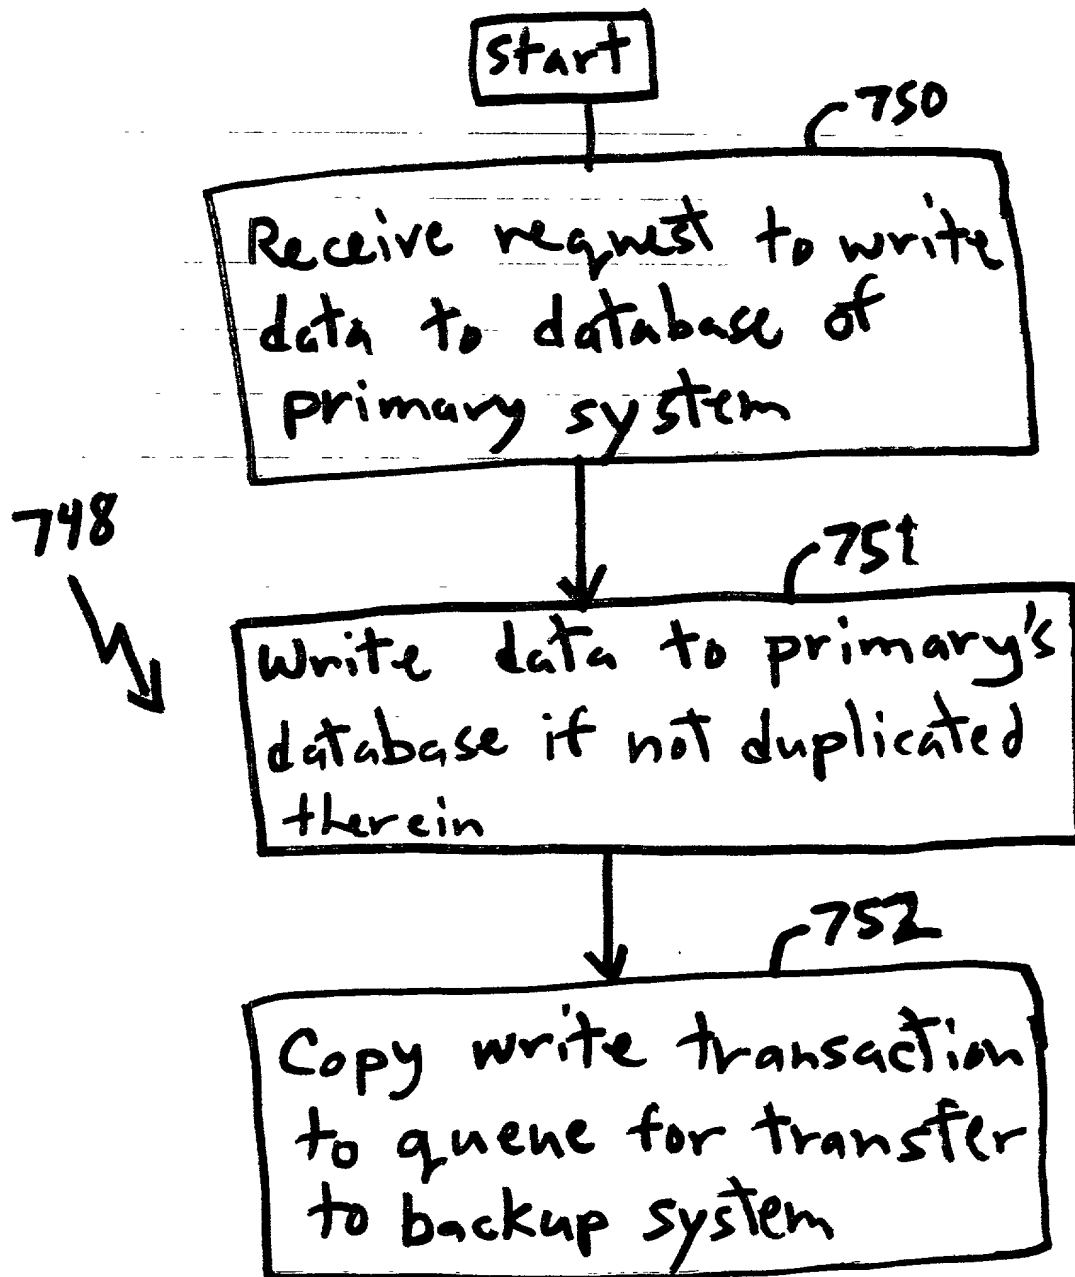 start
750
Receive request to write
data to database of
primary system
748
751
Write data to primary's
database if not duplicated
therein
752
Copy write transaction
to queue for transfer
to backup system